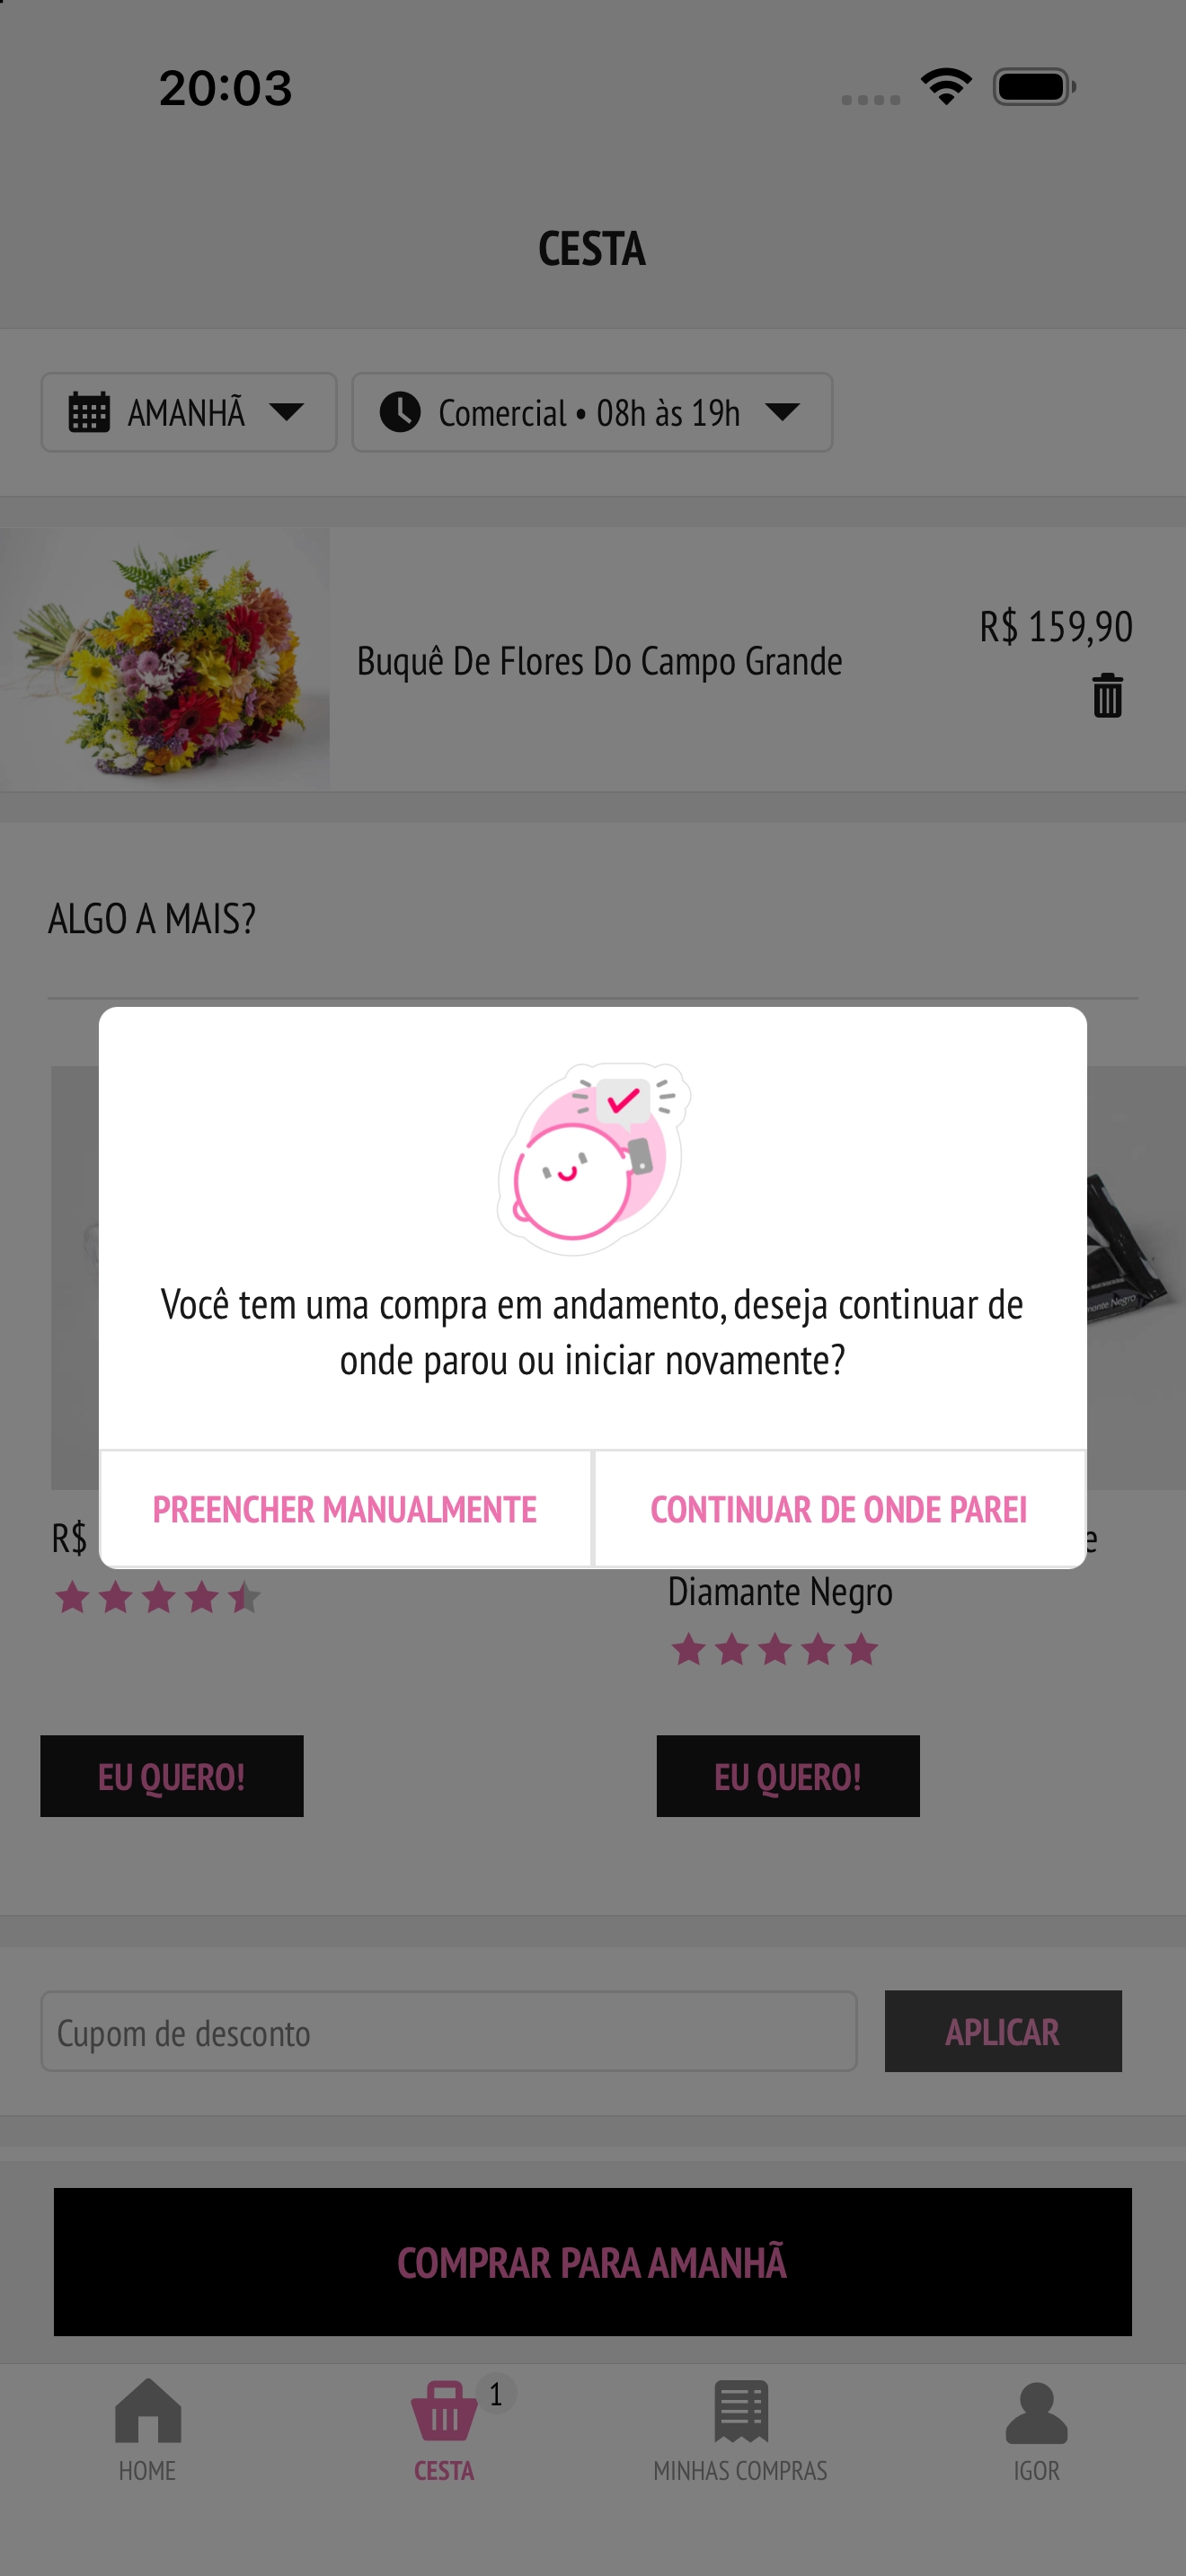 20:03
CESTA
AMANHÃ
Comercial • 08h às 19h
R$ 159,90
Buquê De Flores Do Campo Grande
ALGO A MAIS?
Você tem uma compra em andamento, deseja continuar de
onde parou ou iniciar novamente?
PREENCHER MANUALMENTE
CONTINUAR DE ONDE PAREI
R$
Diamante Negro
EU QUERO!
EU QUERO!
Cupom de desconto
APLICAR
COMPRAR PARA AMANHÃ
1
HOME
CESTA
MINHAS COMPRAS
IGOR